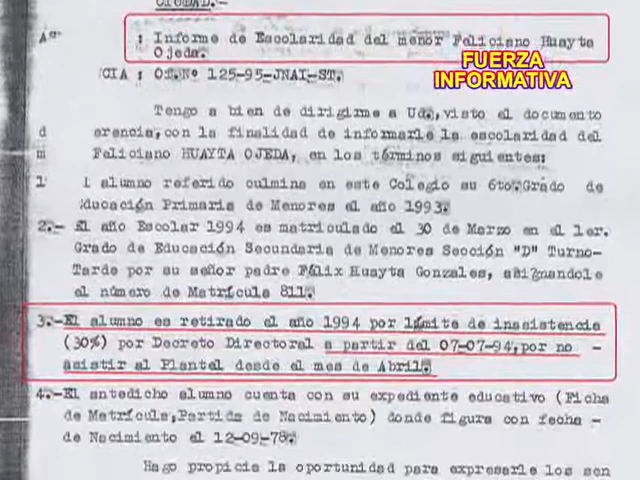 CIUDAD.-
: Informe de Escolaridad del menor Feliciano Huayta
Ojeda.
FUERZA
INFORMATIVA
CIA : Of.Nº 125-95-JNAI-ST.
Tengo a bien de dirigirme a Ud., visto el documento
erencia, con la finalidad de informarle la escolaridad del
Feliciano HUAYTA OJEDA, en los términos siguientes:
l alumno referido culmina en este Colegio su 6to. Grado de
Educación Primaria de Menores el año 1993.
2.- El año Escolar 1994 es matriculado el 30 de Marzo en el 1er.
Grado de Educación Secundaria de Menores Sección "D" Turno-
Tarde por su señor padre Félix Huayta Gonzales, asignandole
el número de Matrícula 811.
3.-El alumno es retirado el año 1994 por límite de inasistencia
(30%) por Decreto Directoral a partir del 07-07-94, por no -
asistir al Plantel desde el mes de Abril.
4.-El antedicho alumno cuenta con su expediente educativo (Ficha
de Matrícula, Partida de Nacimiento) donde figura con fecha -
de Nacimiento el 12-09-78.
Hago propicia la oportunidad para expresarle los sen